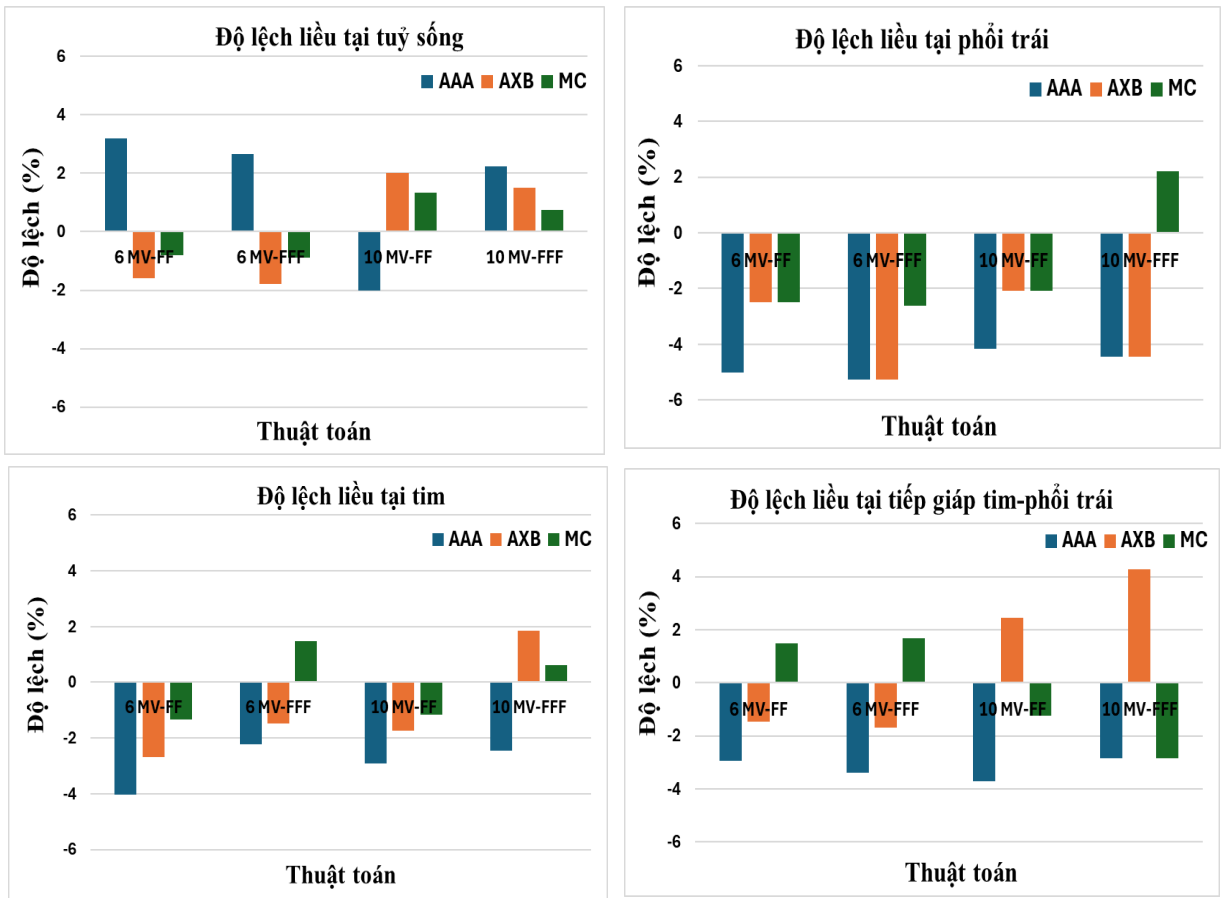 Độ lệch liều tại tuỷ sống
AAA AXB MC
Độ lệch (%)
6
4
2
0
-2
-4
-6
6 MV-FF 6 MV-FFF 10 MV-FF 10 MV-FFF
Thuật toán
Độ lệch liều tại phổi trái
AAA AXB MC
Độ lệch (%)
6
4
2
0
-2
-4
-6
6 MV-FF 6 MV-FFF 10 MV-FF 10 MV-FFF
Thuật toán
Độ lệch liều tại tim
AAA AXB MC
Độ lệch (%)
6
4
2
0
-2
-4
-6
6 MV-FF 6 MV-FFF 10 MV-FF 10 MV-FFF
Thuật toán
Độ lệch liều tại tiếp giáp tim-phổi trái
AAA AXB MC
Độ lệch (%)
6
4
2
0
-2
-4
-6
6 MV-FF 6 MV-FFF 10 MV-FF 10 MV-FFF
Thuật toán